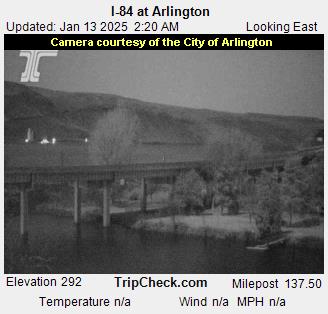 I-84 at Arlington
Updated: Jan 13 2025 2:20 AM Looking East
Camera courtesy of the City of Arlington
Elevation 292 TripCheck.com Milepost 137.50
Temperature n/a Wind n/a MPH n/a